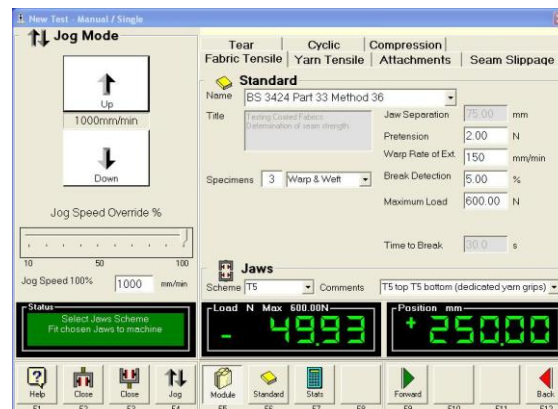 New Test - Manual / Single
Jog Mode
Up
1000mm/min
Down
Jog Speed Override %
10 50 100
Jog Speed 100% 1000 mm/min
Status
Select Jaws Scheme
Fit chosen Jaws to machine
Tear Cyclic Compression
Fabric Tensile Yarn Tensile Attachments Seam Slippage
Standard
Name BS 3424 Part 33 Method 36
Title Testing Coated Fabrics.
Determination of seam strength.
Specimens 3 Warp & Weft
Jaw Separation 75.00 mm
Pretension 2.00 N
Warp Rate of Ext. 150 mm/min
Break Detection 5.00 %
Maximum Load 600.00 N
Time to Break 30.0 s
Jaws
Scheme T5 Comments T5 top T5 bottom (dedicated yarn grips)
Load N Max 600.00N
- 49.93
Position mm
+ 250.00
Help Close Close Jog Module Standard Stats Forward Back
F1 F2 F3 F4 F5 F6 F7 F8 F9 F10 F11 F12